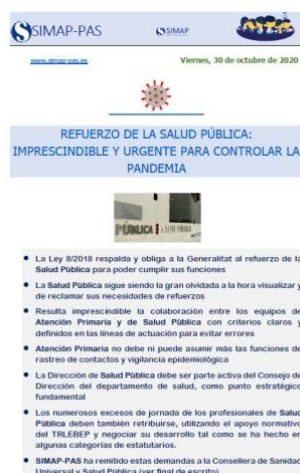 SIMAP-PAS
SIMAP
www.simap-pas.es
Viernes, 30 de octubre de 2020
REFUERZO DE LA SALUD PÚBLICA:
IMPRESCINDIBLE Y URGENTE PARA CONTROLAR LA
PANDEMIA
PÚBLICA
La Ley 8/2018 respalda y obliga a la Generalitat al refuerzo de la
Salud Pública para poder cumplir sus funciones
La Salud Pública sigue siendo la gran olvidada a la hora visualizar y
de reclamar sus necesidades de refuerzos
Resulta imprescindible la colaboración entre los equipos de
Atención Primaria y de Salud Pública con criterios claros y
definidos en las líneas de actuación para evitar errores
Atención Primaria no debe ni puede asumir más las funciones de
rastreo de contactos y vigilancia epidemiológica
La Dirección de Salud Pública debe ser parte activa del Consejo de
Dirección del departamento de salud, como punto estratégico
fundamental
Los numerosos excesos de jornada de los profesionales de Salud
Pública deben también retribuirse, utilizando el apoyo normativo
del TRLEBEP y negociar su desarrollo tal como se ha hecho en
algunas categorías de estatutarios.
SIMAP-PAS ha remitido estas demandas a la Consellera de Sanidad
Universal y Salud Pública (ver final de escrito)